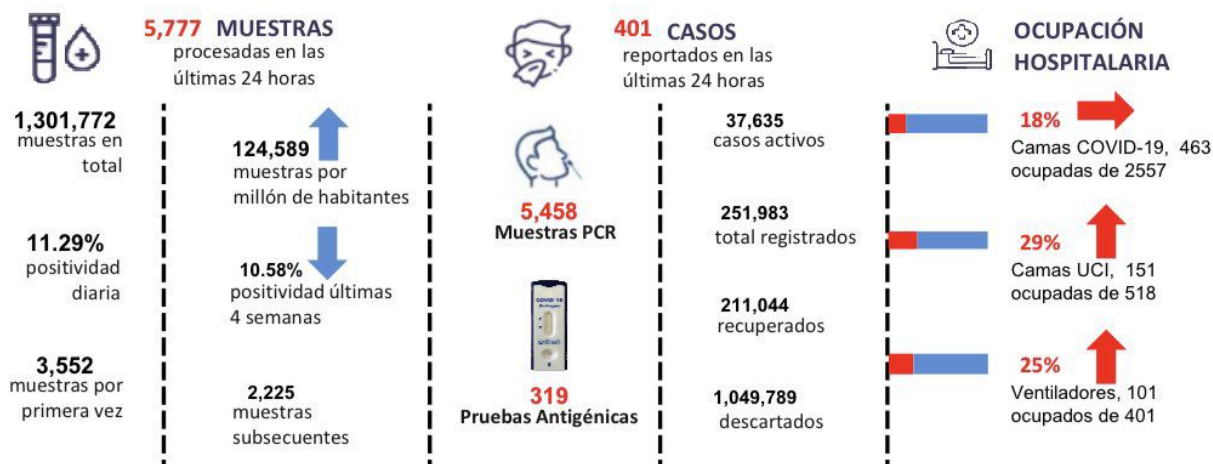 5,777 MUESTRAS
procesadas en las
últimas 24 horas
1,301,772
muestras en
total
11.29%
positividad
diaria
3,552
muestras por
primera vez
124,589
muestras por
millón de habitantes
10.58%
positividad últimas
4 semanas
2,225
muestras
subsecuentes
401 CASOS
reportados en las
últimas 24 horas
5,458
Muestras PCR
COVID-19
319
Pruebas Antigénicas
37,635
casos activos
251,983
total registrados
211,044
recuperados
1,049,789
descartados
OCUPACIÓN
HOSPITALARIA
18%
Camas COVID-19, 463
ocupadas de 2557
29%
Camas UCI, 151
ocupadas de 518
25%
Ventiladores, 101
ocupados de 401